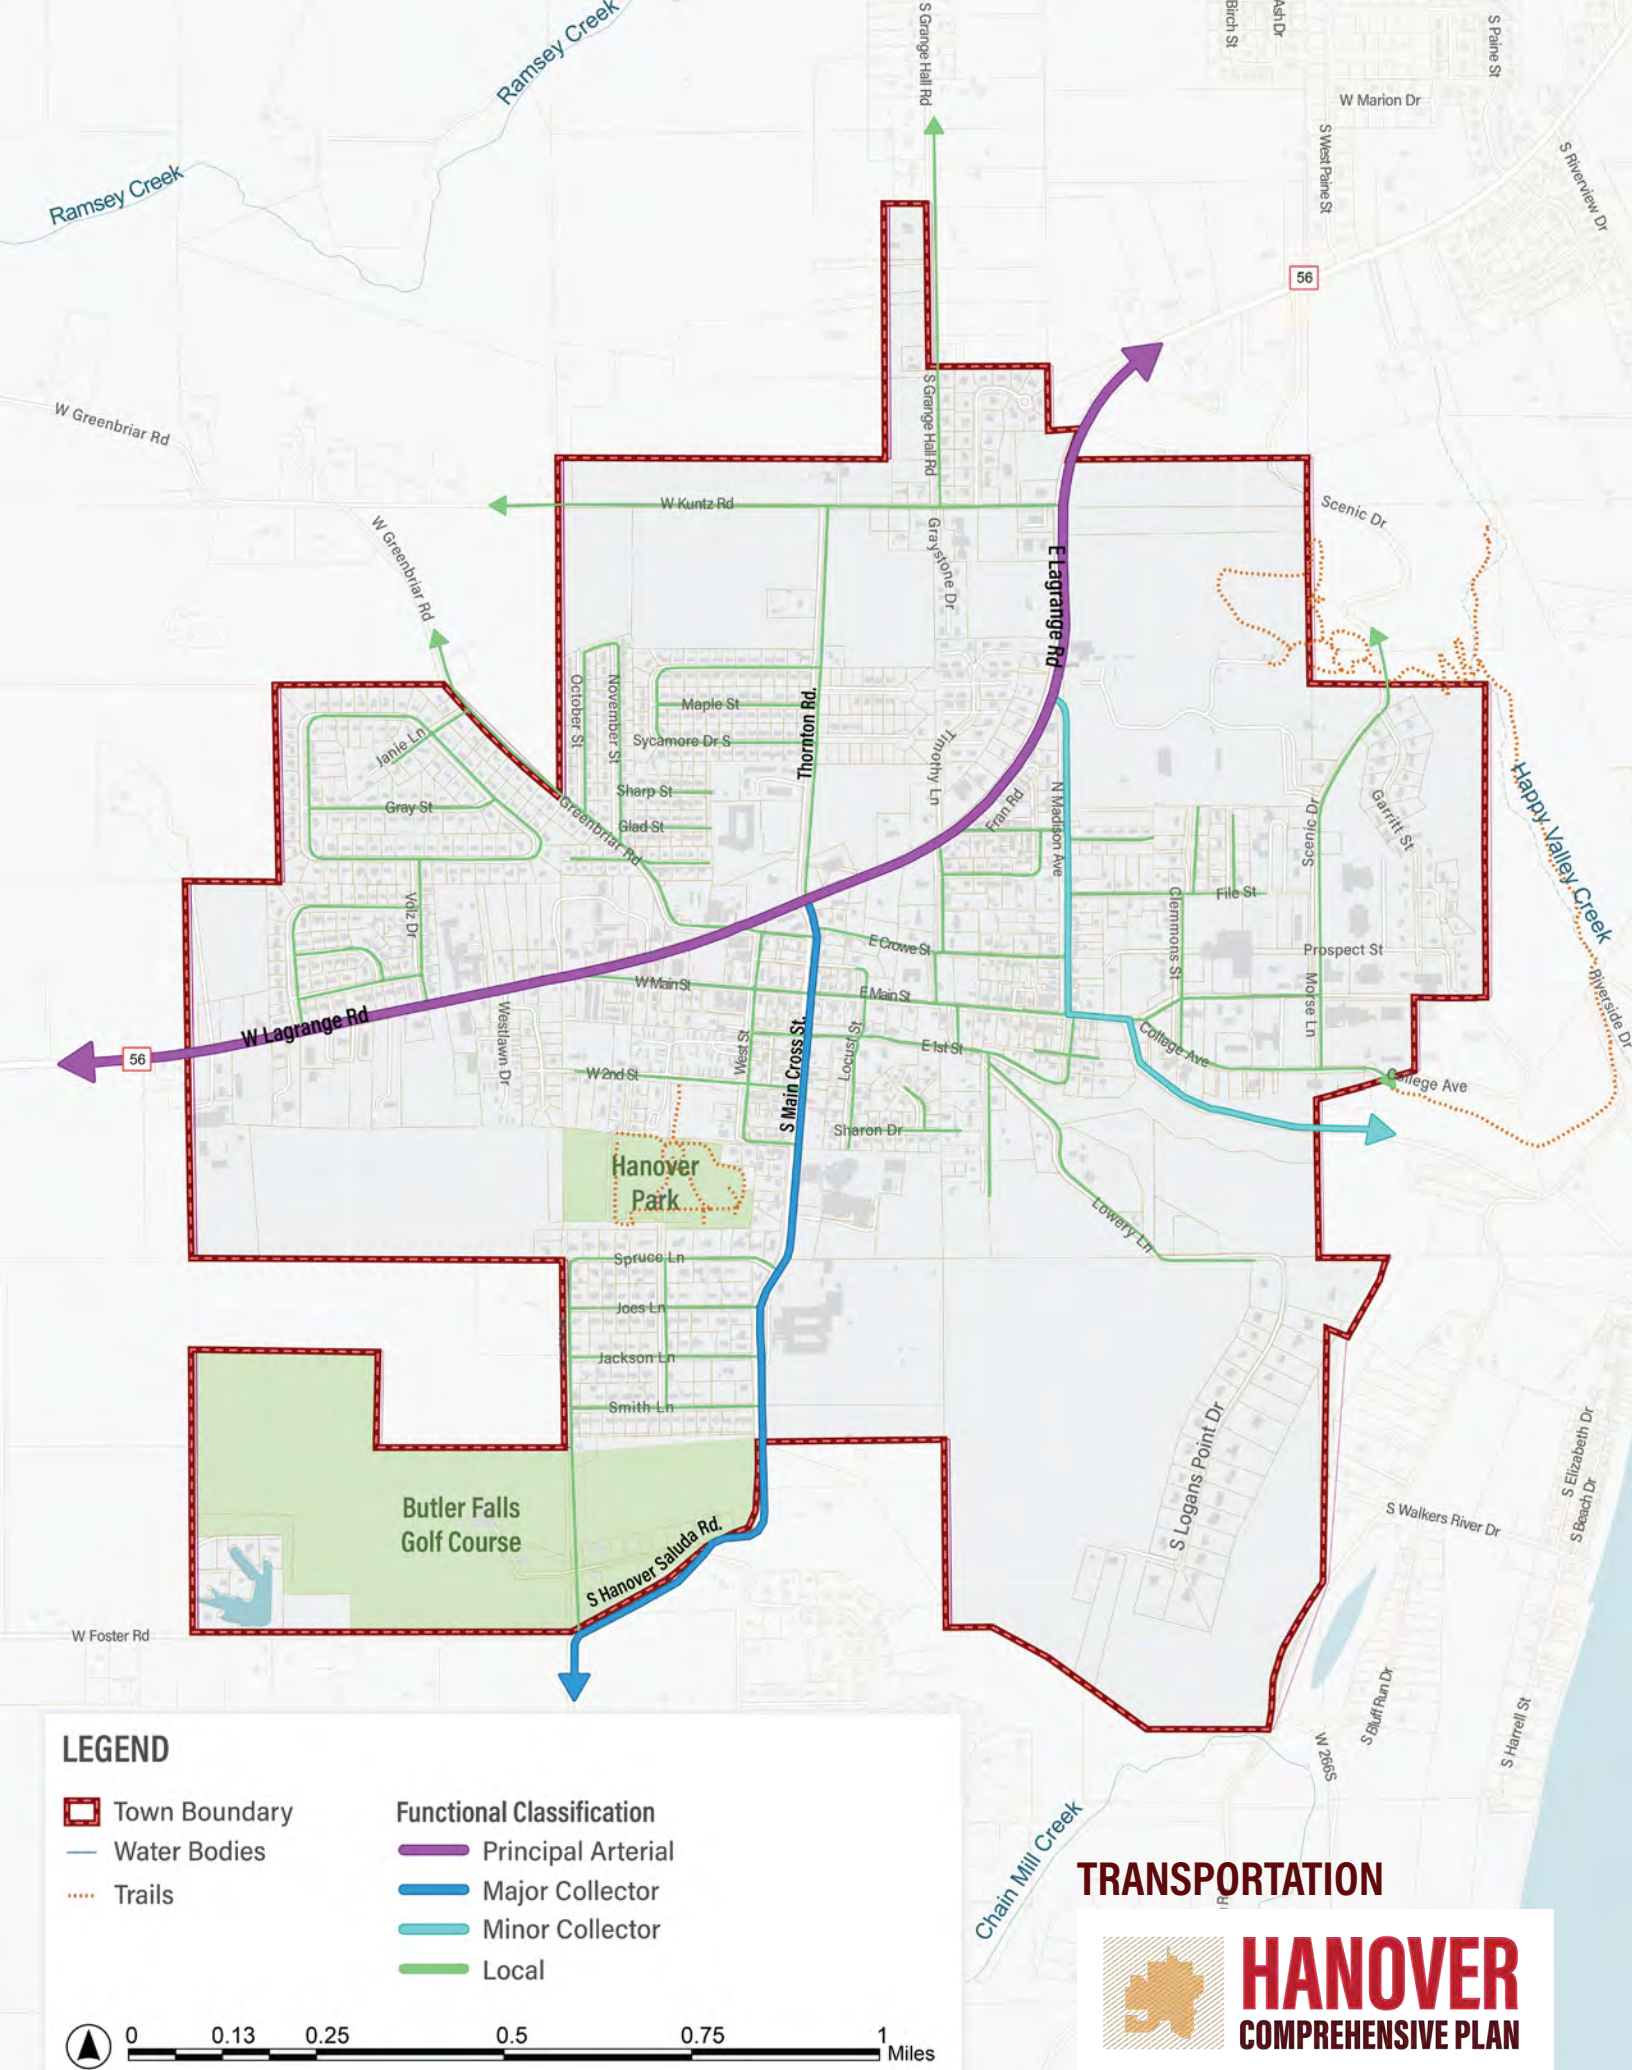 Ramsey Creek
Ramsey Creek
S Grange Hall Rd
Birch St
Ash Dr
S Paine St
W Marion Dr
S West Paine St
S Riverview Dr
56
W Greenbriar Rd
W Greenbriar Rd
S Grange Hall Rd
W Kuntz Rd
Graystone Dr
E Lagrange Rd
Scenic Dr
October St
November St
Maple St
Sycamore Dr S
Thornton Rd.
Timothy Ln
Janie Ln
Gray St
Sharp St
Glad St
Greenbriar Rd
Fran Rd
N Madison Ave
Scenic Dr
Garritt St
Happy Valley Creek
Volz Dr
File St
Clemmons St
E Crowe St
Prospect St
W Main St
E Main St
Morse Ln
Riverside Dr
W Lagrange Rd
56
Westlawn Dr
West St
S Main Cross St.
Locust St
E 1st St
College Ave
College Ave
W 2nd St
Sharon Dr
Hanover
Park
Lowery Ln
Spruce Ln
Joes Ln
Jackson Ln
Smith Ln
S Logans Point Dr
Butler Falls
Golf Course
S Hanover Saluda Rd.
S Walkers River Dr
S Elizabeth Dr
S Beach Dr
W Foster Rd
S Bluff Run Dr
S Harrell St
W 266S
Chain Mill Creek
LEGEND
Town Boundary
Water Bodies
Trails
Functional Classification
Principal Arterial
Major Collector
Minor Collector
Local
0 0.13 0.25 0.5 0.75 1
Miles
TRANSPORTATION
HANOVER
COMPREHENSIVE PLAN